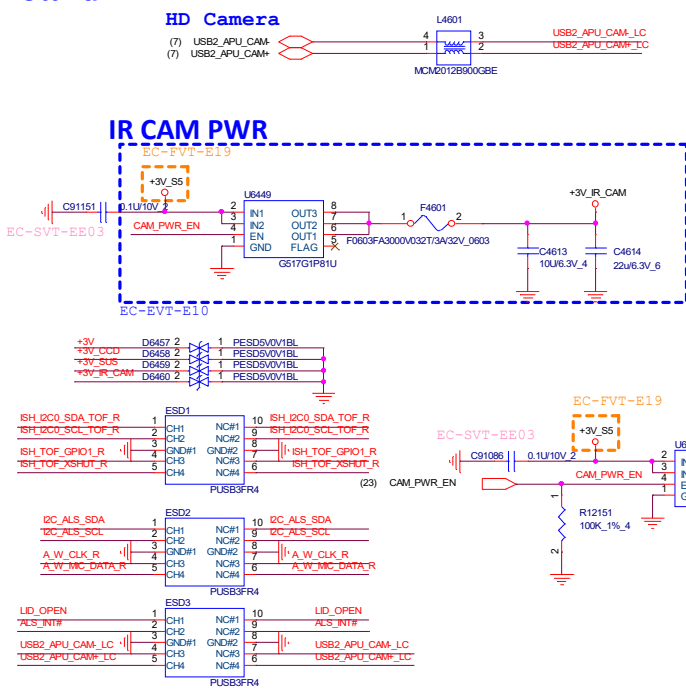 HD Camera
L4601
(7) USB2_APU_CAM- 4 3 USB2_APU_CAM-_LC
(7) USB2_APU_CAM+ 1 2 USB2_APU_CAM+_LC
MCM2012B900GBE
IR CAM PWR
EC-FVT-E19
+3V_S5
C91151 0.1U/10V_2
EC-SVT-EE03
CAM_PWR_EN
U6449
2 IN1 OUT3 8
3 IN2 OUT2 7
4 EN OUT1 6
1 GND FLAG 5
G517G1P81U
F4601
1 2
F0603FA3000V032T/3A/32V_0603
+3V_IR_CAM
C4613
10U/6.3V_4
C4614
22u/6.3V_6
EC-EVT-E10
+3V D6457 2 1 PESD5V0V1BL
+3V_CCD D6458 2 1 PESD5V0V1BL
+3V_SUS D6459 2 1 PESD5V0V1BL
+3V_IR_CAM D6460 2 1 PESD5V0V1BL
ESD1
ISH_I2C0_SDA_TOF_R 1 CH1 NC#1 10 ISH_I2C0_SDA_TOF_R
ISH_I2C0_SCL_TOF_R 2 CH2 NC#2 9 ISH_I2C0_SCL_TOF_R
3 GND#1 GND#2 8
ISH_TOF_GPIO1_R 4 CH3 NC#3 7 ISH_TOF_GPIO1_R
ISH_TOF_XSHUT_R 5 CH4 NC#4 6 ISH_TOF_XSHUT_R
PUSB3FR4
ESD2
I2C_ALS_SDA 1 CH1 NC#1 10 I2C_ALS_SDA
I2C_ALS_SCL 2 CH2 NC#2 9 I2C_ALS_SCL
3 GND#1 GND#2 8
A_W_CLK_R 4 CH3 NC#3 7 A_W_CLK_R
A_W_MIC_DATA_R 5 CH4 NC#4 6 A_W_MIC_DATA_R
PUSB3FR4
ESD3
LID_OPEN 1 CH1 NC#1 10 LID_OPEN
ALS_INT# 2 CH2 NC#2 9 ALS_INT#
3 GND#1 GND#2 8
USB2_APU_CAM-_LC 4 CH3 NC#3 7 USB2_APU_CAM-_LC
USB2_APU_CAM+_LC 5 CH4 NC#4 6 USB2_APU_CAM+_LC
PUSB3FR4
EC-FVT-E19
EC-SVT-EE03
+3V_S5
C91086 0.1U/10V_2
(23) CAM_PWR_EN
CAM_PWR_EN
2
3
4
1
1
R12151
100K_1%_4
2